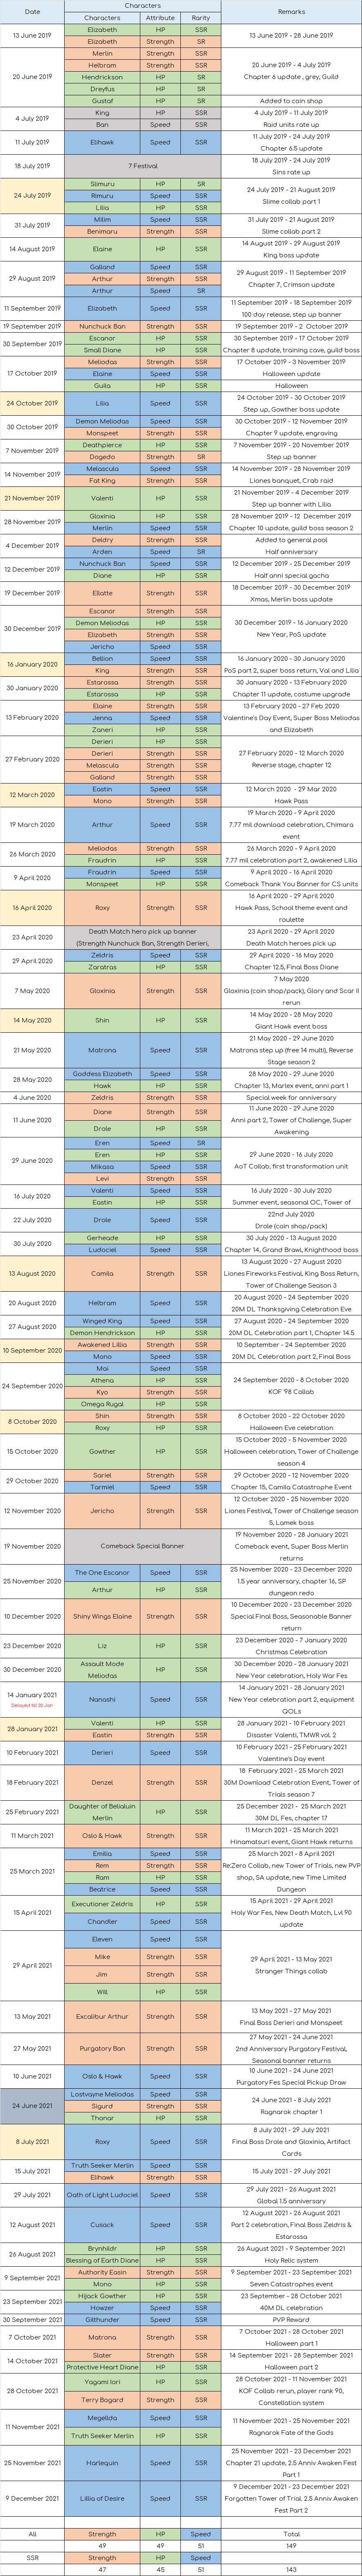 Date Characters Remarks
Characters Attribute Rarity
13 June 2019 Elizabeth HP SSR 13 June 2019 - 28 June 2019
Elizabeth Strength SR
20 June 2019 Merlin Strength SSR 20 June 2019 - 4 July 2019
Helbram Strength SSR Chapter 6 update , grey, Guild
Hendrickson HP SR
Dreyfus HP SR
Gustaf HP SR Added to coin shop
4 July 2019 King HP SSR 4 July 2019 - 11 July 2019
Ban Speed SSR Raid units rate up
11 July 2019 Elihawk Speed SSR 11 July 2019 - 24 July 2019
Chapter 6.5 update
18 July 2019 7 Festival 18 July 2019 - 24 July 2019
Sins rate up
24 July 2019 Slimuru HP SR 24 July 2019 - 21 August 2019
Rimuru Speed SSR Slime collab part 1
Lilia HP SSR
31 July 2019 Milim Speed SSR 31 July 2019 - 21 August 2019
Benimaru Strength SSR Slime collab part 2
14 August 2019 Elaine HP SSR 14 August 2019 - 29 August 2019
King boss update
29 August 2019 Galland Speed SSR 29 August 2019 - 11 September 2019
Arthur Strength SSR Chapter 7, Crimson update
Arthur Speed SR
11 September 2019 Elizabeth Speed SSR 11 September 2019 - 18 September 2019
100 day release, step up banner
19 September 2019 Nunchuck Ban Strength SSR 19 September 2019 - 2 October 2019
30 September 2019 Escanor HP SSR 30 September 2019 - 17 October 2019
Small Diane HP SSR Chapter 8 update, training cave, guild boss
17 October 2019 Meliodas Strength SSR 17 October 2019 - 3 November 2019
Elaine Speed SSR Halloween update
Guila HP SSR Halloween
24 October 2019 Lilia Speed SSR 24 October 2019 - 30 October 2019
Step up, Gowther boss update
30 October 2019 Demon Meliodas Speed SSR 30 October 2019 - 12 November 2019
Monspeet Strength SSR Chapter 9 update, engraving
7 November 2019 Deathpierce HP SSR 7 November 2019 - 20 November 2019
Dogedo Strength SR Step up banner
14 November 2019 Melascula Speed SSR 14 November 2019 - 28 November 2019
Fat King Strength SSR Liones banquet, Crab raid
21 November 2019 Valenti HP SSR 21 November 2019 - 4 December 2019
Step up banner with Lilia
28 November 2019 Gloxinia HP SSR 28 November 2019 - 12 December 2019
Merlin Speed SSR Chapter 10 update, guild boss season 2
4 December 2019 Deldry Strength SSR Added to general pool
Arden Speed SR Half anniversary
12 December 2019 Nunchuck Ban Speed SSR 12 December 2019 - 25 December 2019
Diane HP SSR Half anni special gacha
19 December 2019 Ellatte Strength SSR 18 December 2019 - 30 December 2019
Xmas, Merlin boss update
30 December 2019 Escanor Strength SSR 30 December 2019 - 16 January 2020
Demon Meliodas HP SSR New Year, PoS update
Elizabeth Strength SSR
Jericho Speed SSR
16 January 2020 Bellion Speed SSR 16 January 2020 - 30 January 2020
King Strength SSR PoS part 2, super boss return, Val and Lilia
30 January 2020 Estarossa Strength SSR 30 January 2020 - 13 February 2020
Estarossa HP SSR Chapter 11 update, costume upgrade
13 February 2020 Elaine Strength SSR 13 February 2020 - 27 Feb 2020
Jenna Speed SSR Valentine's Day Event, Super Boss Meliodas
Zaneri HP SSR and Elizabeth
27 February 2020 Derieri HP SSR 27 February 2020 - 12 March 2020
Derieri Strength SSR Reverse stage, chapter 12
Melascula Strength SSR
Galland Strength SSR
12 March 2020 Eastin Speed SSR 12 March 2020 - 29 Mar 2020
Mono Strength SSR Hawk Pass
19 March 2020 Arthur Speed SSR 19 March 2020 - 9 April 2020
7.77 mil download celebration, Chimara
event
26 March 2020 Meliodas Strength SSR 26 March 2020 - 9 April 2020
Fraudrin HP SSR 7.77 mil celebration part 2, awakened Lilia
9 April 2020 Fraudrin Speed SSR 9 April 2020 - 16 April 2020
Monspeet HP SSR Comeback Thank You Banner for CS units
16 April 2020 Roxy Strength SSR 16 April 2020 - 29 April 2020
Hawk Pass, School theme event and
roulette
23 April 2020 Death Match hero pick up banner 23 April 2020 - 29 April 2020
(Strength Nunchuck Ban, Strength Derieri, Death Match heroes pick up
29 April 2020 Zeldris Speed SSR 29 April 2020 - 16 May 2020
Zaratras HP SSR Chapter 12.5, Final Boss Diane
7 May 2020 Gloxinia Strength SSR 7 May 2020
Gloxinia (coin shop/pack), Glory and Scar II
rerun
14 May 2020 Shin HP SSR 14 May 2020 - 28 May 2020
Giant Hawk event boss
21 May 2020 Matrona Speed SSR 21 May 2020 - 29 June 2020
Matrona step up (free 14 multi), Reverse
Stage season 2
28 May 2020 Goddess Elizabeth Speed SSR 28 May 2020 - 29 June 2020
Hawk HP SSR Chapter 13, Marlex event, anni part 1
4 June 2020 Zeldris Strength SSR Special week for anniversary
11 June 2020 Diane Strength SSR 11 June 2020 - 29 June 2020
Drole HP SSR Anni part 2, Tower of Challenge, Super
Awakening
29 June 2020 Eren Speed SR 29 June 2020 - 16 July 2020
Eren HP SSR AoT Collab, first transformation unit
Mikasa Speed SSR
Levi Strength SSR
16 July 2020 Valenti Speed SSR 16 July 2020 - 30 July 2020
Eastin HP SSR Summer event, seasonal OC, Tower of
22 July 2020 Drole Speed SSR 22nd July 2020
Drole (coin shop/pack)
30 July 2020 Gerheade HP SSR 30 July 2020 - 13 August 2020
Ludociel Speed SSR Chapter 14, Grand Brawl, Knighthood boss
13 August 2020 Camila Strength SSR 13 August 2020 - 27 August 2020
Liones Fireworks Festival, King Boss Return,
Tower of Challenge Season 3
20 August 2020 Helbram Speed SSR 20 August 2020 - 24 September 2020
20M DL Thanksgiving Celebration Eve
27 August 2020 Winged King Speed SSR 27 August 2020 - 24 September 2020
Demon Hendrickson HP SSR 20M DL Celebration part 1, Chapter 14.5
10 September 2020 Awakened Lillia Strength SSR 10 September - 24 September 2020
Mono Speed SSR 20M DL Celebration part 2, Final Boss
24 September 2020 Mai Speed SSR 24 September 2020 - 8 October 2020
Athena HP SSR KOF 98 Collab
Kyo Strength SSR
Omega Rugal HP SSR
8 October 2020 Shin Strength SSR 8 October 2020 - 22 October 2020
Roxy HP SSR Halloween Eve celebration
15 October 2020 Gowther HP SSR 15 October 2020 - 5 November 2020
Halloween celebration, Tower of Challenge
season 4
29 October 2020 Sariel Strength SSR 29 October 2020 - 12 November 2020
Tarmiel Speed SSR Chapter 15, Camila Catastrophe Event
12 November 2020 Jericho Strength SSR 12 October 2020 - 25 November 2020
Liones Festival, Tower of Challenge season
5, Lamek boss
19 November 2020 Comeback Special Banner 19 November 2020 - 28 January 2021
Comeback event, Super Boss Merlin
returns
25 November 2020 The One Escanor Speed SSR 25 November 2020 - 23 December 2020
Arthur HP SSR 1.5 year anniversary, chapter 16, SP
dungeon redo
10 December 2020 Shiny Wings Elaine Strength SSR 10 December 2020 - 23 December 2020
Special Final Boss, Seasonable Banner
return
23 December 2020 Liz HP SSR 23 December 2020 - 7 January 2020
Christmas Celebration
30 December 2020 Assault Mode HP SSR 30 December 2020 - 28 January 2021
Meliodas New Year celebration, Holy War Fes
14 January 2021 Nanashi Speed SSR 14 January 2021 - 28 January 2021
Delayed till 20 Jan New Year celebration part 2, equipment
QOLs
28 January 2021 Valenti HP SSR 28 January 2021 - 10 February 2021
Eastin Strength SSR Disaster Valenti, TMWR vol. 2
10 February 2021 Derieri Speed SSR 10 February 2021 - 25 February 2021
Valentine's Day event
18 February 2021 Denzel Strength SSR 18 February 2021 - 25 March 2021
30M Download Celebration Event, Tower of
Trials season 7
25 February 2021 Daughter of Belialuin HP SSR 25 December 2021 - 25 March 2021
Merlin 30M DL Fes, chapter 17
11 March 2021 Oslo & Hawk Strength SSR 11 March 2021 - 25 March 2021
Hinamatsuri event, Giant Hawk returns
25 March 2021 Emilia Speed SSR 25 March 2021 - 8 April 2021
Rem Strength SSR Re:Zero Collab, new Tower of Trials, new PVP
Ram HP SSR shop, SA update, new Time Limited
Beatrice Speed SSR Dungeon
15 April 2021 Executioner Zeldris HP SSR 15 April 2021 - 29 April 2021
Chandler Speed SSR Holy War Fes, New Death Match, Lvl 90
update
29 April 2021 Eleven Speed SSR 29 April 2021 - 13 May 2021
Mike Strength SSR Stranger Things collab
Jim Strength SSR
Will HP SSR
13 May 2021 Excalibur Arthur Strength SSR 13 May 2021 - 27 May 2021
Final Boss Derieri and Monspeet
27 May 2021 Purgatory Ban Strength SSR 27 May 2021 - 24 June 2021
2nd Anniversary Purgatory Festival,
Seasonal banner returns
10 June 2021 Oslo & Hawk Speed SSR 10 June 2021 - 24 June 2021
Purgatory Fes Special Pickup Draw
24 June 2021 Lostvayne Meliodas Speed SSR 24 June 2021 - 8 July 2021
Sigurd Strength SSR Ragnarok chapter 1
Thonar HP SSR
8 July 2021 Roxy Speed SSR 8 July 2021 - 29 July 2021
Final Boss Drole and Gloxinia, Artifact
Cards
15 July 2021 Truth Seeker Merlin Speed SSR 15 July 2021 - 29 July 2021
Elihawk Strength SSR
29 July 2021 Oath of Light Ludociel Speed SSR 29 July 2021 - 26 August 2021
Global 1.5 anniversary
12 August 2021 Cusack Speed SSR 12 August 2021 - 26 August 2021
Part 2 celebration, Final Boss Zeldris &
Estarossa
26 August 2021 Brynhildr HP SSR 26 August 2021 - 9 September 2021
Blessing of Earth Diane HP SSR Holy Relic system
9 September 2021 Authority Easin Strength SSR 9 September 2021 - 23 September 2021
Mono HP SSR Seven Catastrophes event
23 September 2021 Hijack Gowther HP SSR 23 September - 28 October 2021
Howzer Speed SSR 40M DL celebration
30 September 2021 Gilthunder Speed SSR PVP Reward
7 October 2021 Matrona Strength SSR 7 October 2021 - 28 October 2021
Halloween part 1
14 October 2021 Slater Strength SSR 14 September 2021 - 28 September 2021
Protective Heart Diane HP SSR Halloween part 2
28 October 2021 Yagami Iori HP SSR 28 October 2021 - 11 November 2021
Terry Bogard Strength SSR KOF Collab rerun, player rank 90,
Constellation system
11 November 2021 Megellda Speed SSR 11 November 2021 - 25 November 2021
Truth Seeker Merlin HP SSR Ragnarok Fate of the Gods
25 November 2021 Harlequin Speed SSR 25 November 2021 - 23 December 2021
Chapter 21 update, 2.5 Anniv Awaken Fest
Part 1
9 December 2021 Lillia of Desire Speed SSR 9 December 2021 - 23 December 2021
Forgotten Tower of Trial, 2.5 Anniv Awaken
Fest Part 2
All Strength HP Speed Total
49 49 51 149
SSR Strength HP Speed
47 45 51 143